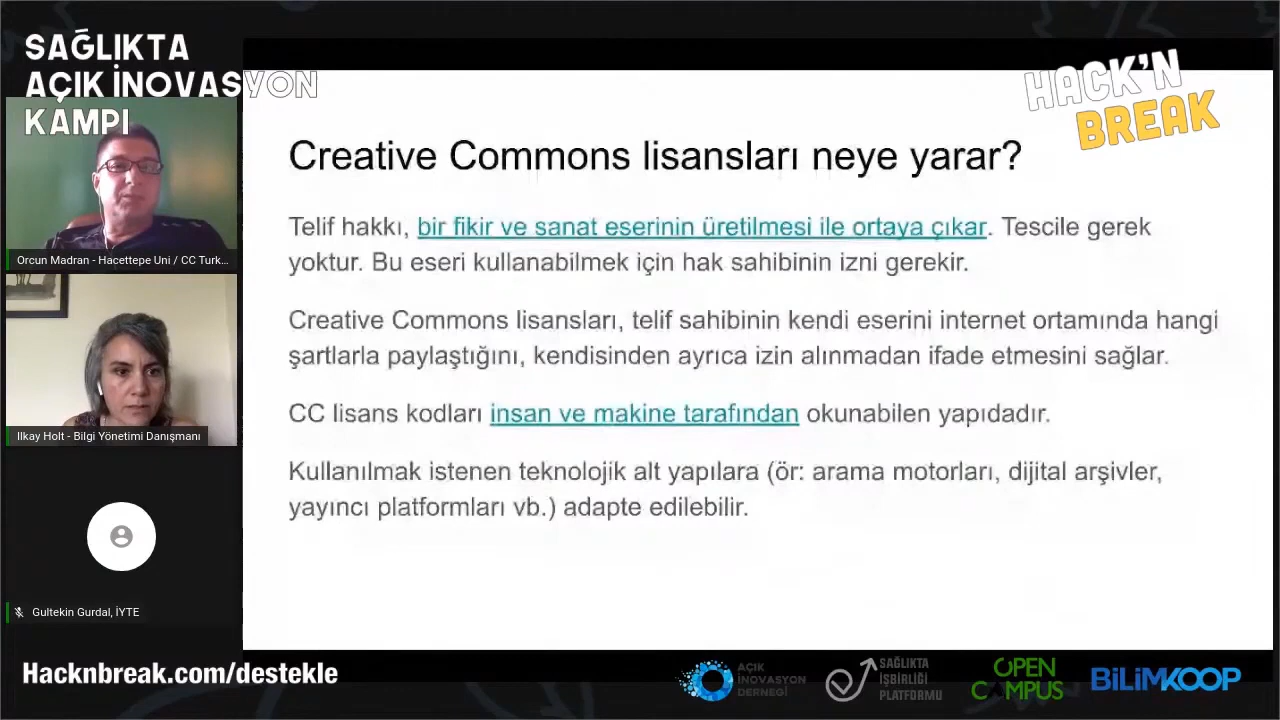 SAĞLIKTA
AÇIK İNOVASYON
KAMPI
HACK'N
BREAK
Orcun Madran - Hacettepe Uni / CC Turk...
Ilkay Holt - Bilgi Yönetimi Danışmanı
Gultekin Gurdal, İYTE
Creative Commons lisansları neye yarar?
Telif hakkı, bir fikir ve sanat eserinin üretilmesi ile ortaya çıkar. Tescile gerek
yoktur. Bu eseri kullanabilmek için hak sahibinin izni gerekir.
Creative Commons lisansları, telif sahibinin kendi eserini internet ortamında hangi
şartlarla paylaştığını, kendisinden ayrıca izin alınmadan ifade etmesini sağlar.
CC lisans kodları insan ve makine tarafından okunabilen yapıdadır.
Kullanılmak istenen teknolojik alt yapılara (ör: arama motorları, dijital arşivler,
yayıncı platformları vb.) adapte edilebilir.
Hacknbreak.com/destekle
AÇIK
İNOVASYON
DERNEĞİ
SAĞLIKTA
İŞBİRLİĞİ
PLATFORMU
OPEN
CAMPUS
BİLİMKOOP